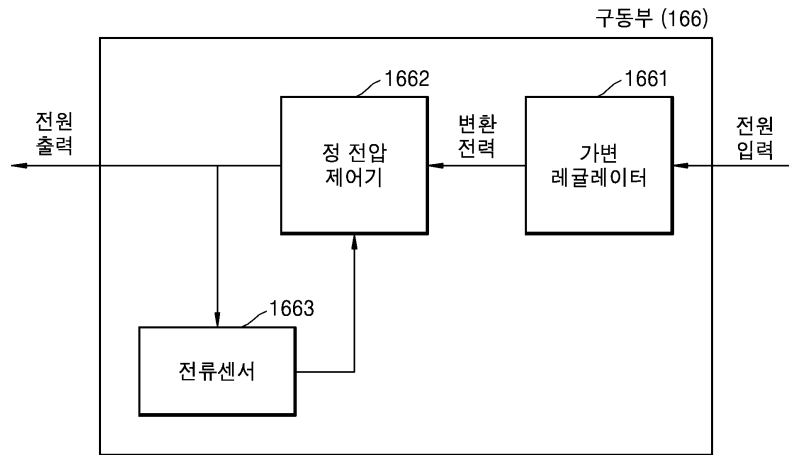 구동부 (166)
1662
1661
전원
출력
정 전압
제어기
변환
전력
가변
레귤레이터
전원
입력
1663
전류센서